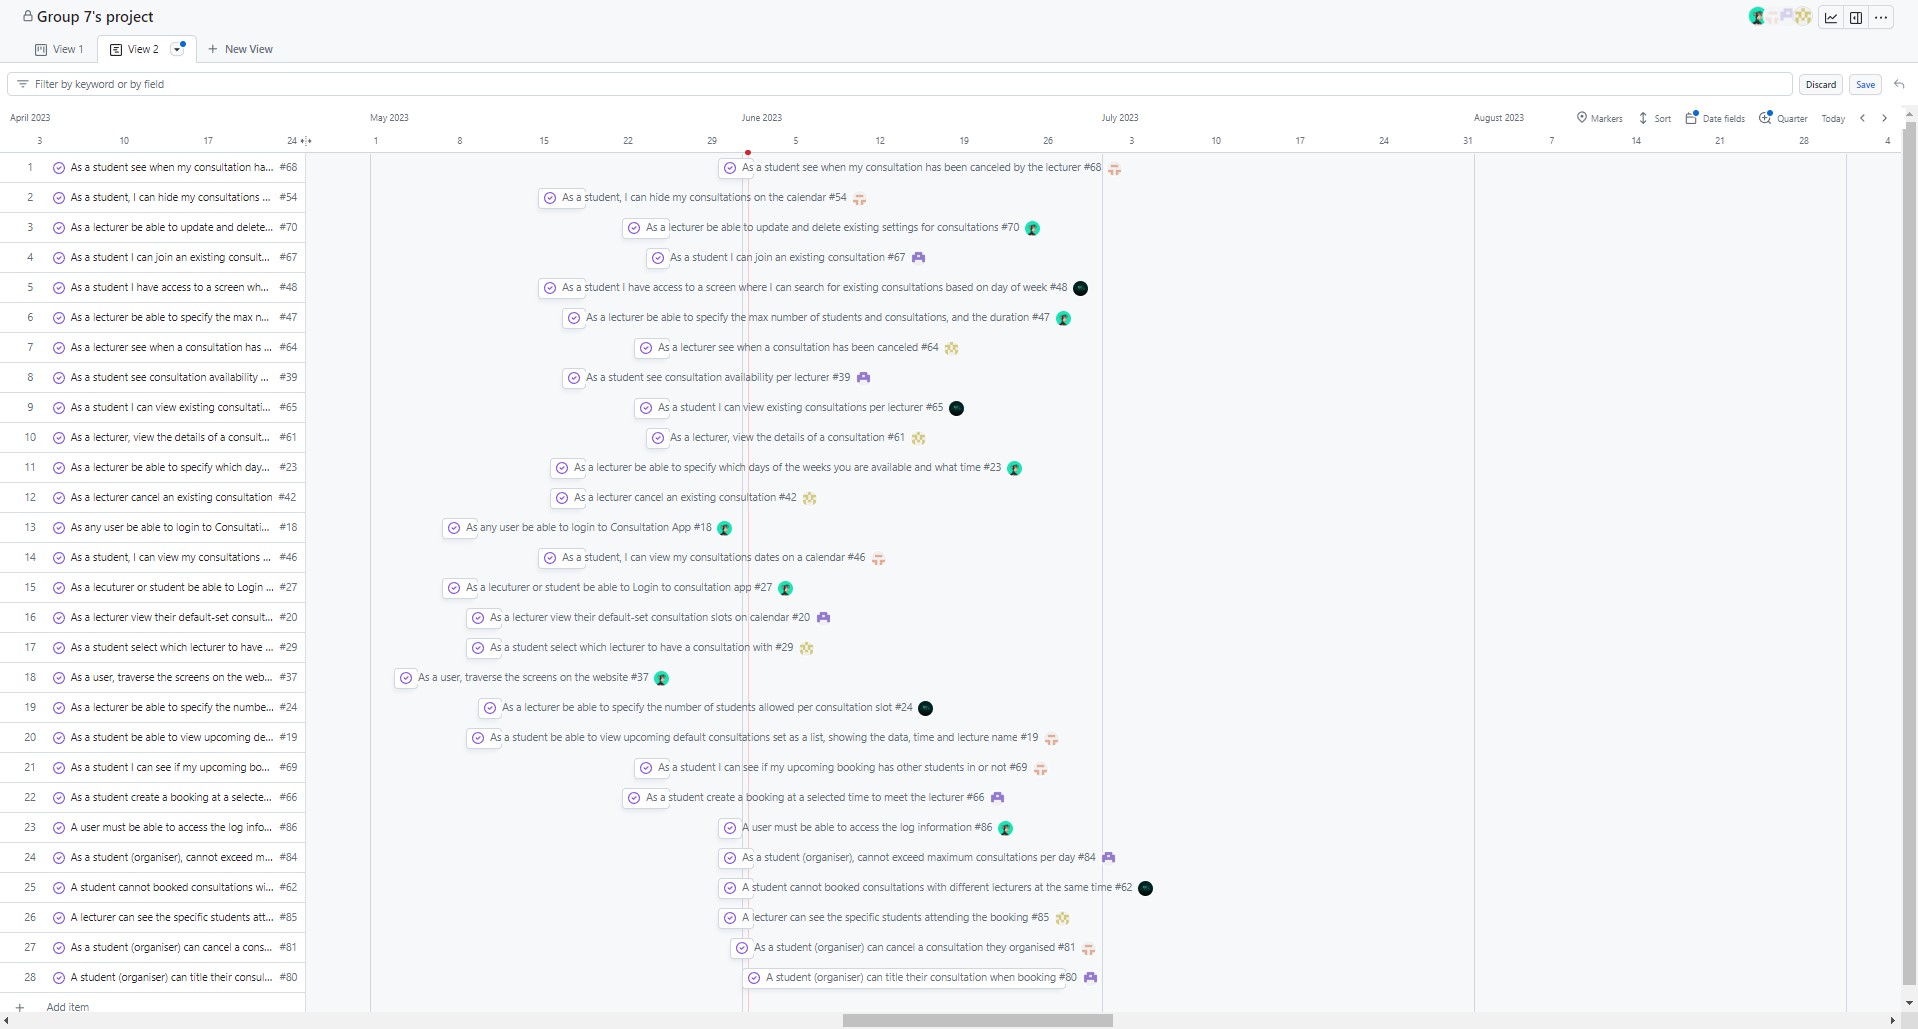 Group 7's project
View 1
View 2
New View
Filter by keyword or by field
Discard
Save
April 2023
May 2023
June 2023
July 2023
August 2023
Markers
Sort
Date fields
Quarter
Today
3 10 17 24 1 8 15 22 29 5 12 19 26 3 10 17 24 31 7 14 21 28 4
1 As a student see when my consultation ha... #68
As a student see when my consultation has been canceled by the lecturer #68
2 As a student, I can hide my consultations ... #54
As a student, I can hide my consultations on the calendar #54
3 As a lecturer be able to update and delete... #70
As a lecturer be able to update and delete existing settings for consultations #70
4 As a student I can join an existing consult... #67
As a student I can join an existing consultation #67
5 As a student I have access to a screen wh... #48
As a student I have access to a screen where I can search for existing consultations based on day of week #48
6 As a lecturer be able to specify the max n... #47
As a lecturer be able to specify the max number of students and consultations, and the duration #47
7 As a lecturer see when a consultation has ... #64
As a lecturer see when a consultation has been canceled #64
8 As a student see consultation availability ... #39
As a student see consultation availability per lecturer #39
9 As a student I can view existing consultati... #65
As a student I can view existing consultations per lecturer #65
10 As a lecturer, view the details of a consult... #61
As a lecturer, view the details of a consultation #61
11 As a lecturer be able to specify which day... #23
As a lecturer be able to specify which days of the weeks you are available and what time #23
12 As a lecturer cancel an existing consultation #42
As a lecturer cancel an existing consultation #42
13 As any user be able to login to Consultati... #18
As any user be able to login to Consultation App #18
14 As a student, I can view my consultations ... #46
As a student, I can view my consultations dates on a calendar #46
15 As a lecuturer or student be able to Login ... #27
As a lecuturer or student be able to Login to consultation app #27
16 As a lecturer view their default-set consult... #20
As a lecturer view their default-set consultation slots on calendar #20
17 As a student select which lecturer to have ... #29
As a student select which lecturer to have a consultation with #29
18 As a user, traverse the screens on the web... #37
As a user, traverse the screens on the website #37
19 As a lecturer be able to specify the numbe... #24
As a lecturer be able to specify the number of students allowed per consultation slot #24
20 As a student be able to view upcoming de... #19
As a student be able to view upcoming default consultations set as a list, showing the data, time and lecture name #19
21 As a student I can see if my upcoming bo... #69
As a student I can see if my upcoming booking has other students in or not #69
22 As a student create a booking at a selecte... #66
As a student create a booking at a selected time to meet the lecturer #66
23 A user must be able to access the log info... #86
A user must be able to access the log information #86
24 As a student (organiser), cannot exceed m... #84
As a student (organiser), cannot exceed maximum consultations per day #84
25 A student cannot booked consultations wi... #62
A student cannot booked consultations with different lecturers at the same time #62
26 A lecturer can see the specific students att... #85
A lecturer can see the specific students attending the booking #85
27 As a student (organiser) can cancel a cons... #81
As a student (organiser) can cancel a consultation they organised #81
28 A student (organiser) can title their consul... #80
A student (organiser) can title their consultation when booking #80
Add item